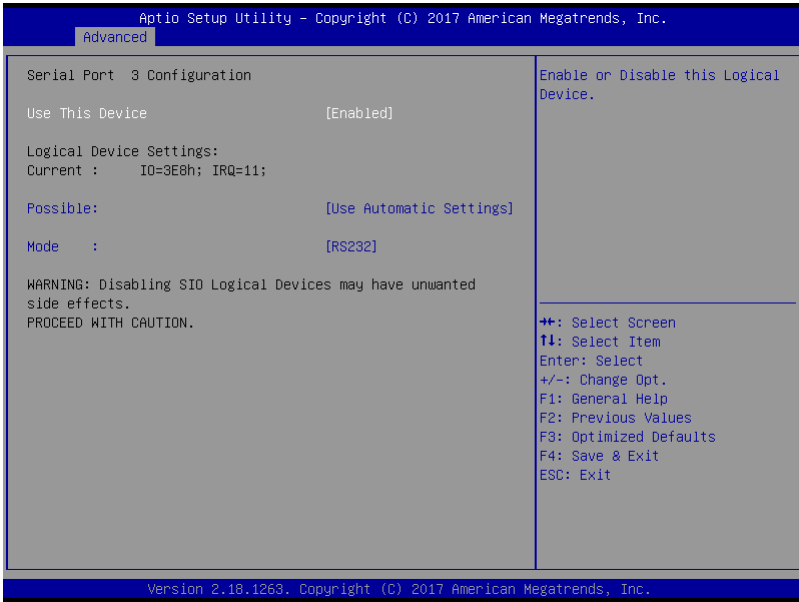 Aptio Setup Utility – Copyright (C) 2017 American Megatrends, Inc.
Advanced
Serial Port 3 Configuration
Use This Device [Enabled]
Logical Device Settings:
Current : IO=3E8h; IRQ=11;
Possible: [Use Automatic Settings]
Mode : [RS232]
WARNING: Disabling SIO Logical Devices may have unwanted
side effects.
PROCEED WITH CAUTION.
Enable or Disable this Logical
Device.
→←: Select Screen
↑↓: Select Item
Enter: Select
+/-: Change Opt.
F1: General Help
F2: Previous Values
F3: Optimized Defaults
F4: Save & Exit
ESC: Exit
Version 2.18.1263. Copyright (C) 2017 American Megatrends, Inc.